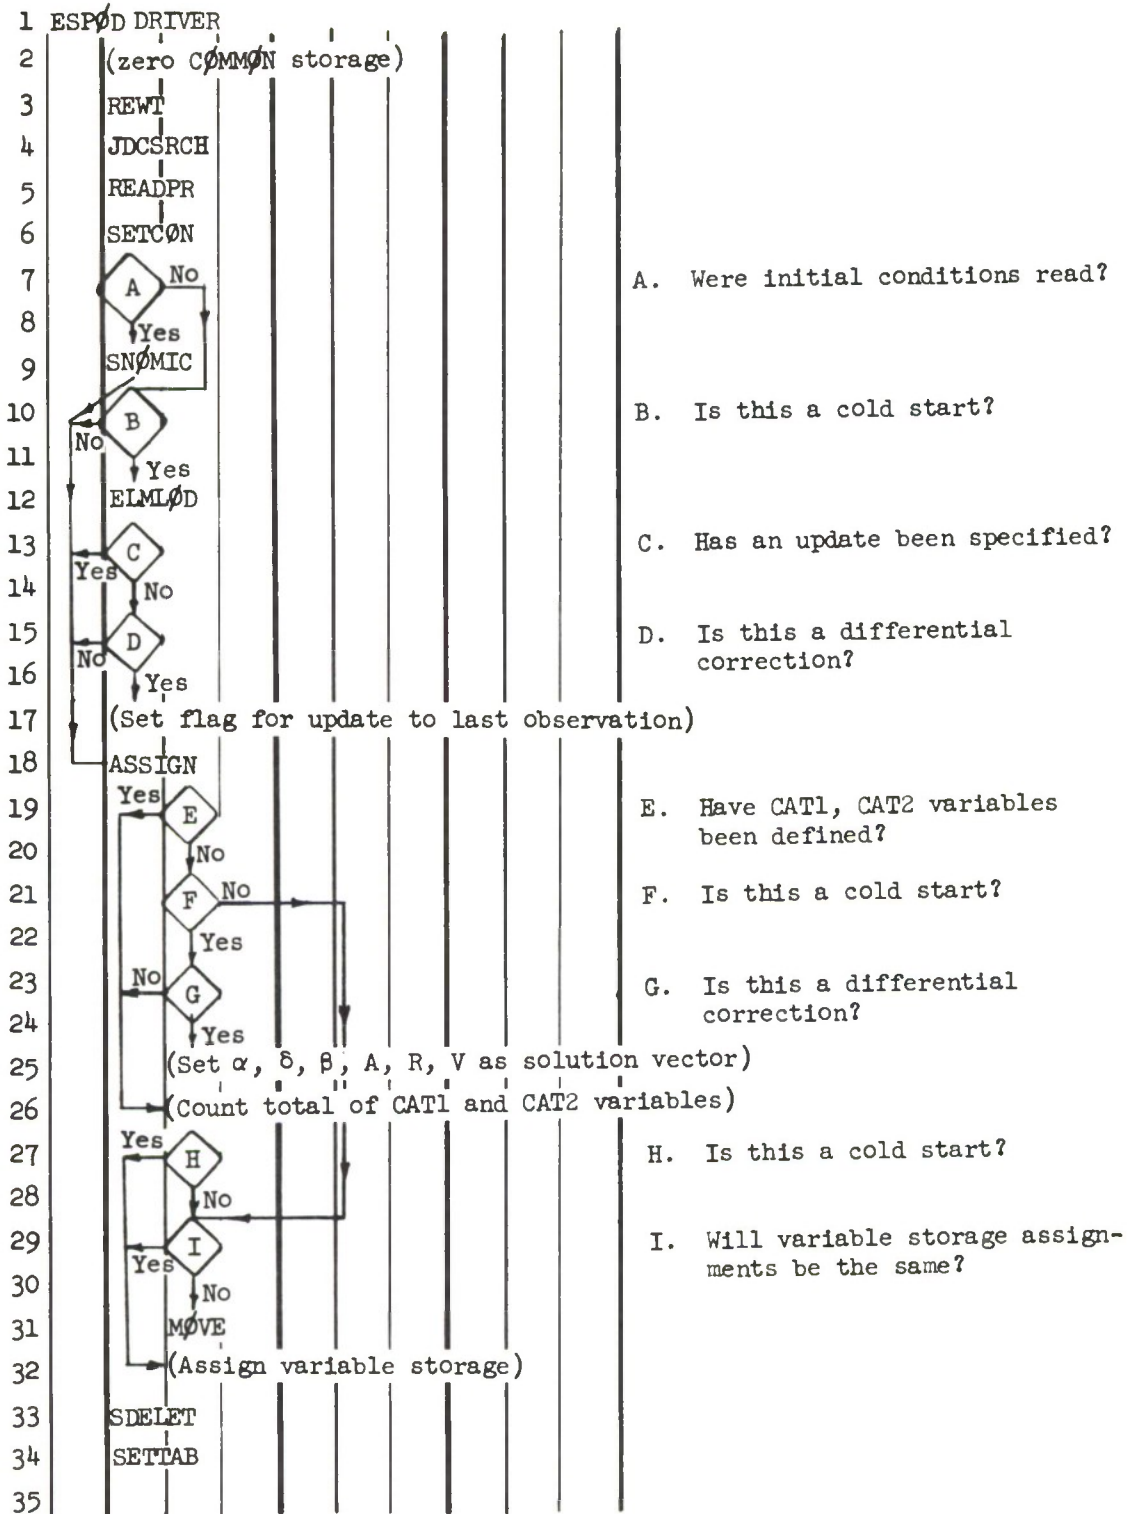 1 ESPØD DRIVER
2 (zero CØMMØN storage)
3 REWT
4 JDCSRCH
5 READPR
6 SETCØN
7 A No A. Were initial conditions read?
8 Yes
9 SNØMIC
10 B B. Is this a cold start?
No
11 Yes
12 ELMLØD
13 C C. Has an update been specified?
Yes
14 No
15 D D. Is this a differential
No correction?
16 Yes
17 (Set flag for update to last observation)
18 ASSIGN
Yes
19 E E. Have CAT1, CAT2 variables
been defined?
20 No
21 F No F. Is this a cold start?
22 Yes
23 No G G. Is this a differential
correction?
24 Yes
25 (Set α, δ, β, A, R, V as solution vector)
26 (Count total of CAT1 and CAT2 variables)
27 Yes H H. Is this a cold start?
28 No
29 I I. Will variable storage assign-
Yes ments be the same?
30 No
31 MØVE
32 (Assign variable storage)
33 SDELET
34 SETTAB
35